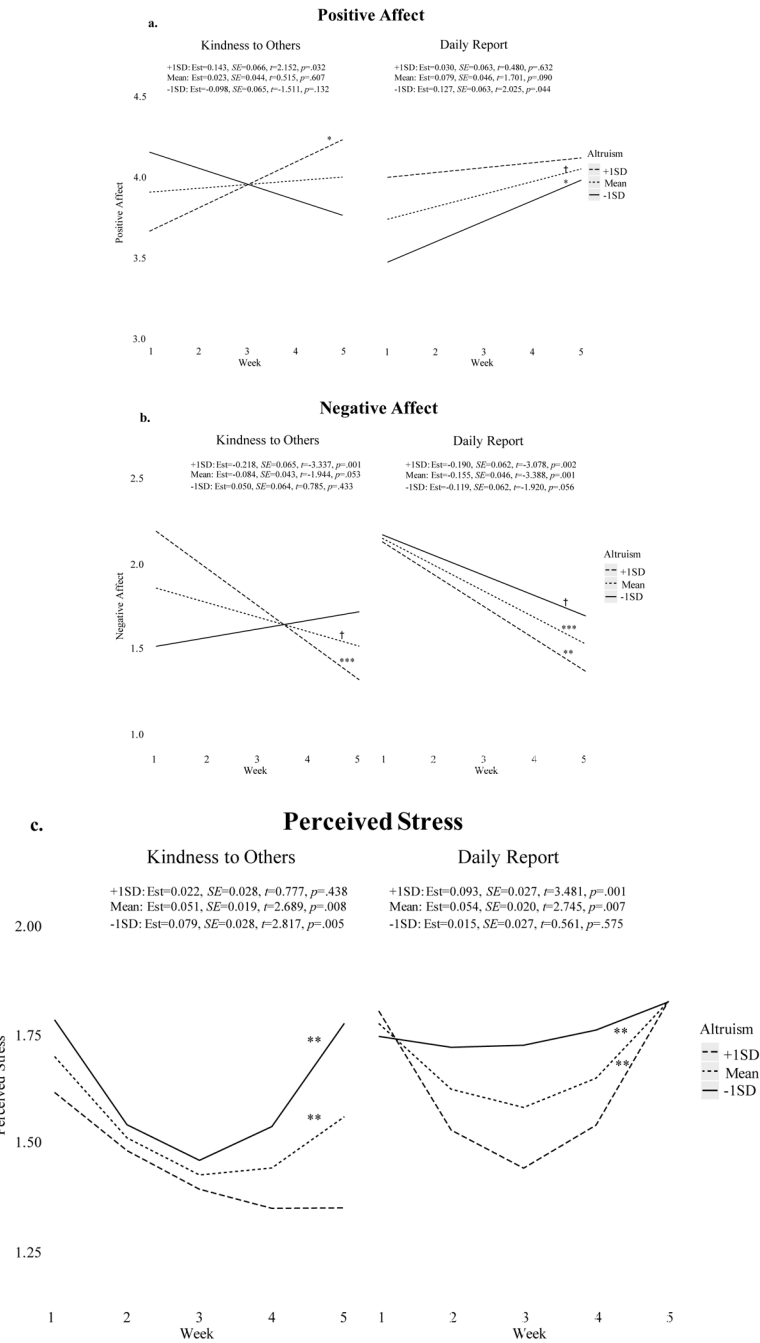 Positive Affect
a.
Kindness to Others
Daily Report
+1SD: Est=0.143, SE=0.066, t=2.152, p=.032
Mean: Est=0.023, SE=0.044, t=0.515, p=.607
-1SD: Est=-0.098, SE=0.065, t=-1.511, p=.132
+1SD: Est=0.030, SE=0.063, t=0.480, p=.632
Mean: Est=0.079, SE=0.046, t=1.701, p=.090
-1SD: Est=0.127, SE=0.063, t=2.025, p=.044
4.5
4.0
3.5
3.0
Positive Affect
*
†
*
Altruism
+1SD
Mean
-1SD
1 2 3 4 5
Week
1 2 3 4 5
Week
Negative Affect
b.
Kindness to Others
Daily Report
+1SD: Est=-0.218, SE=0.065, t=-3.337, p=.001
Mean: Est=-0.084, SE=0.043, t=-1.944, p=.053
-1SD: Est=0.050, SE=0.064, t=0.785, p=.433
+1SD: Est=-0.190, SE=0.062, t=-3.078, p=.002
Mean: Est=-0.155, SE=0.046, t=-3.388, p=.001
-1SD: Est=-0.119, SE=0.062, t=-1.920, p=.056
2.5
2.0
1.5
1.0
Negative Affect
†
***
†
***
**
Altruism
+1SD
Mean
-1SD
1 2 3 4 5
Week
1 2 3 4 5
Week
c.
Perceived Stress
Kindness to Others
Daily Report
+1SD: Est=0.022, SE=0.028, t=0.777, p=.438
Mean: Est=0.051, SE=0.019, t=2.689, p=.008
-1SD: Est=0.079, SE=0.028, t=2.817, p=.005
+1SD: Est=0.093, SE=0.027, t=3.481, p=.001
Mean: Est=0.054, SE=0.020, t=2.745, p=.007
-1SD: Est=0.015, SE=0.027, t=0.561, p=.575
2.00
1.75
1.50
1.25
Perceived Stress
**
**
**
**
Altruism
+1SD
Mean
-1SD
1 2 3 4 5
Week
1 2 3 4 5
Week